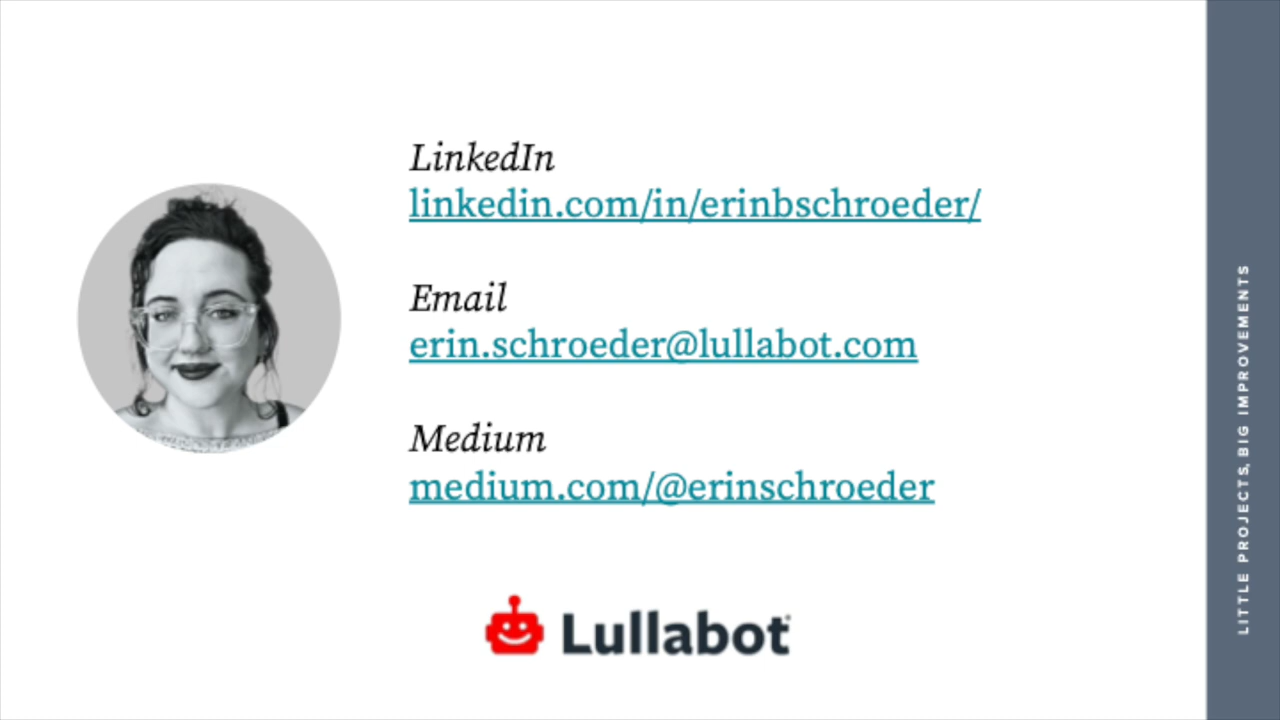 LinkedIn
linkedin.com/in/erinbschroeder/
Email
erin.schroeder@lullabot.com
Medium
medium.com/@erinschroeder
Lullabot
LITTLE PROJECTS, BIG IMPROVEMENTS